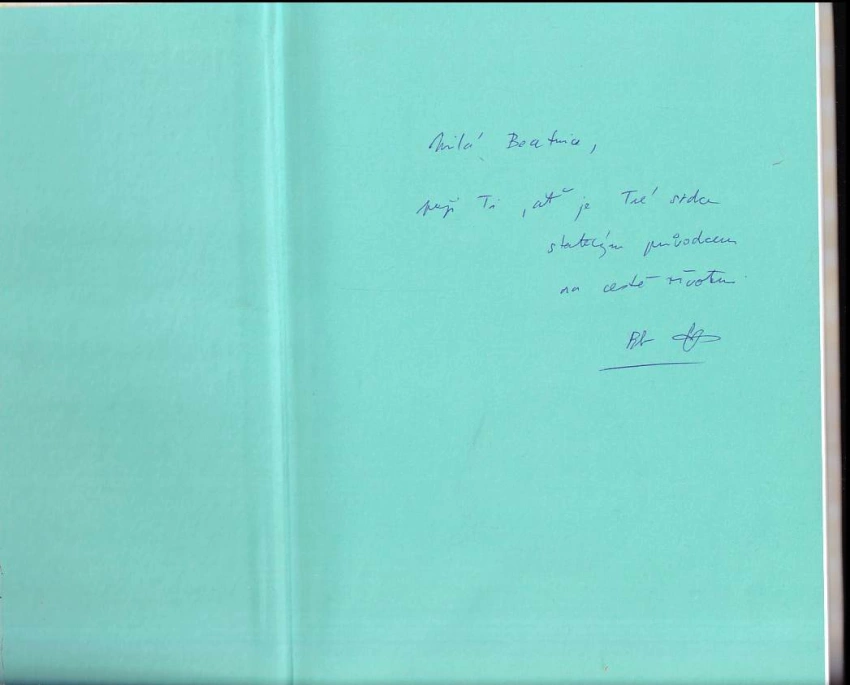 Milá Beatrice,
přeji Ti, ať je Tvé srdce
statečným průvodcem
na cestě životem.